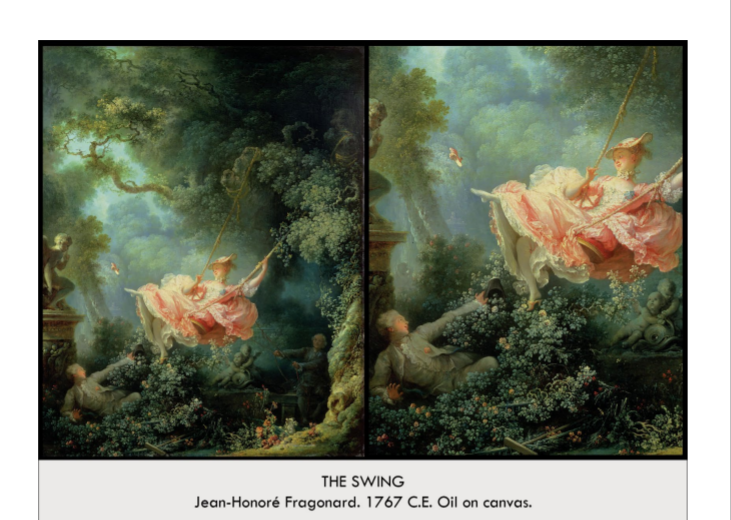 THE SWING
Jean-Honoré Fragonard. 1767 C.E. Oil on canvas.